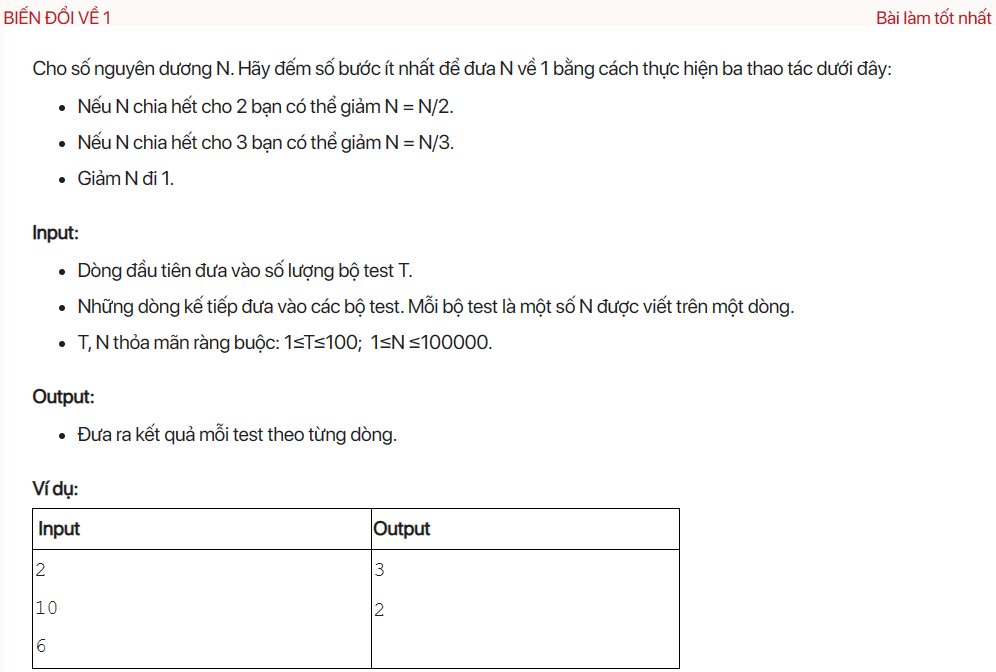 BIẾN ĐỔI VỀ 1
Bài làm tốt nhất
Cho số nguyên dương N. Hãy đếm số bước ít nhất để đưa N về 1 bằng cách thực hiện ba thao tác dưới đây:
• Nếu N chia hết cho 2 bạn có thể giảm N = N/2.
• Nếu N chia hết cho 3 bạn có thể giảm N = N/3.
• Giảm N đi 1.
Input:
• Dòng đầu tiên đưa vào số lượng bộ test T.
• Những dòng kế tiếp đưa vào các bộ test. Mỗi bộ test là một số N được viết trên một dòng.
• T, N thỏa mãn ràng buộc: 1≤T≤100; 1≤N ≤100000.
Output:
• Đưa ra kết quả mỗi test theo từng dòng.
Ví dụ:
Input Output
2 3
10 2
6